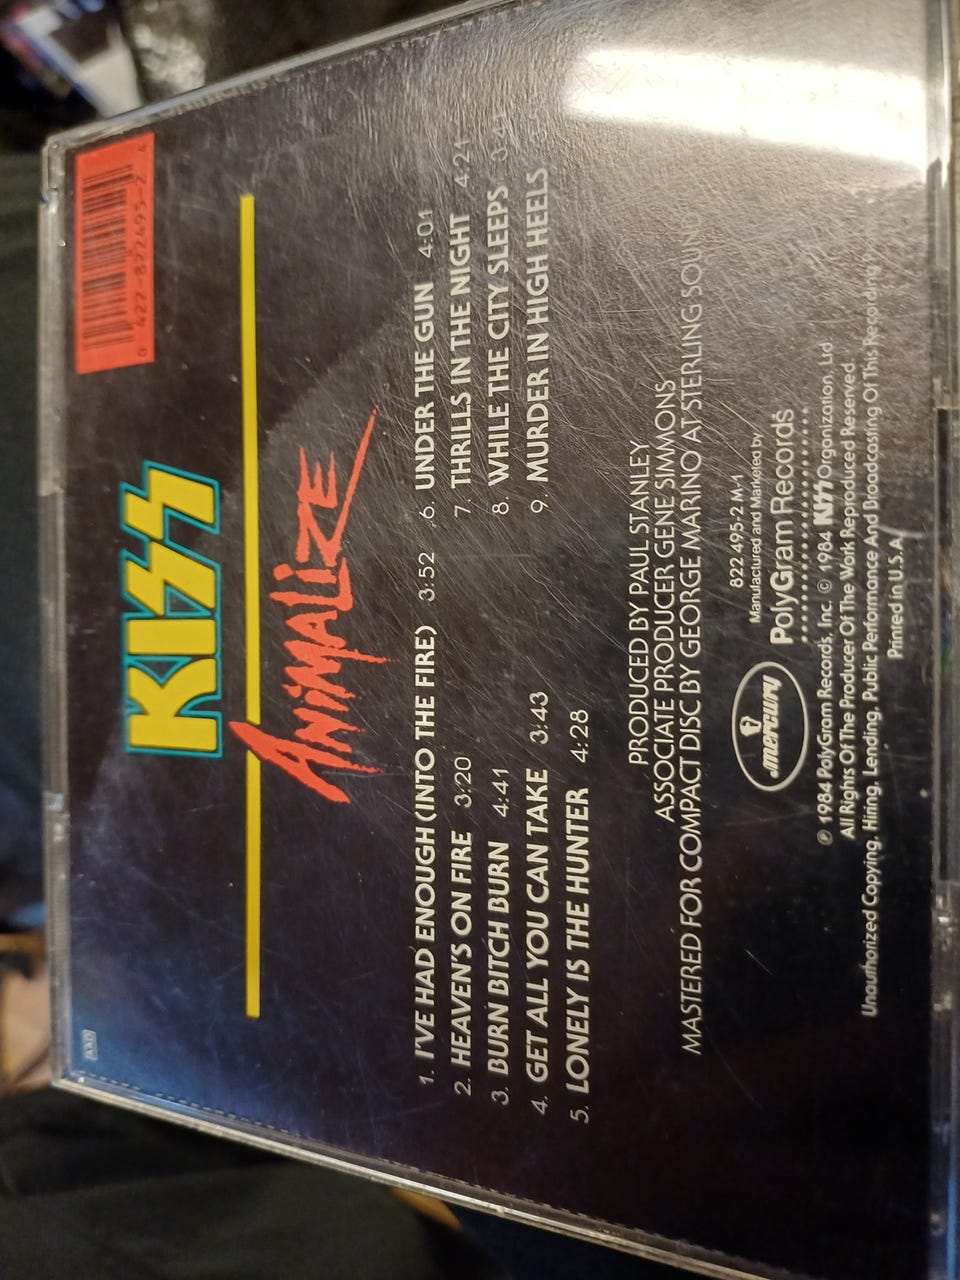 AAD
0 422-822495-2 4
KISS
ANIMALIZE
1. I'VE HAD ENOUGH (INTO THE FIRE) 3:52
2. HEAVEN'S ON FIRE 3:20
3. BURN BITCH BURN 4:41
4. GET ALL YOU CAN TAKE 3:43
5. LONELY IS THE HUNTER 4:28
6. UNDER THE GUN 4:01
7. THRILLS IN THE NIGHT 4:21
8. WHILE THE CITY SLEEPS
9. MURDER IN HIGH HEELS
PRODUCED BY PAUL STANLEY
ASSOCIATE PRODUCER GENE SIMMONS
MASTERED FOR COMPACT DISC BY GEORGE MARINO AT STERLING SOUND
822 495-2 M-1
Manufactured and Marketed by
mercury
PolyGram Records
℗ 1984 PolyGram Records, Inc. © 1984 KISS Organization, Ltd
All Rights Of The Producer Of The Work Reproduced Reserved.
Unauthorized Copying, Hiring, Lending, Public Performance And Broadcasting Of This Recording
Printed in U.S.A.